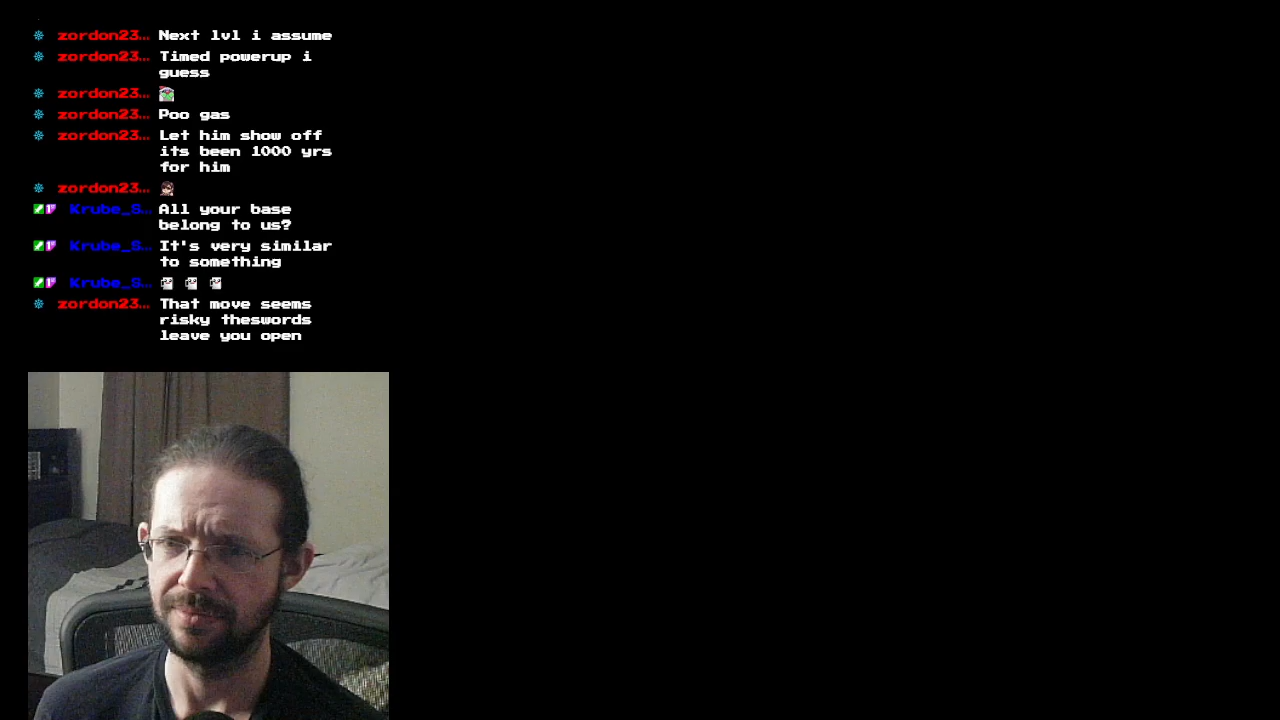 zordon23… Next lvl i assume
zordon23… Timed powerup i
guess
zordon23…
zordon23… Poo gas
zordon23… Let him show off
its been 1000 yrs
for him
zordon23…
Krube_S… All your base
belong to us?
Krube_S… It's very similar
to something
Krube_S…
zordon23… That move seems
risky theswords
leave you open